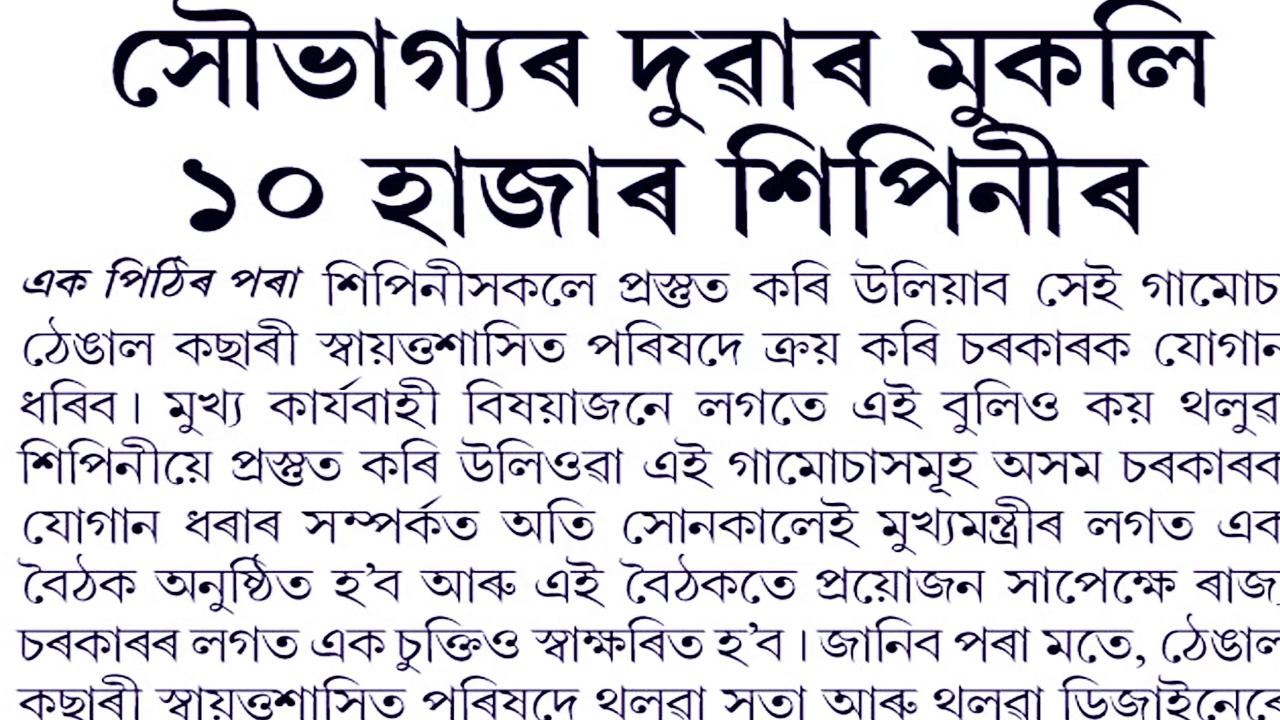 সৌভাগ্যৰ দুৱাৰ মুকলি
১০ হাজাৰ শিপিনীৰ
এক পিঠিৰ পৰা শিপিনীসকলে প্ৰস্তুত কৰি উলিয়াব সেই গামোচ
ঠেঙাল কছাৰী স্বায়ত্তশাসিত পৰিষদে ক্ৰয় কৰি চৰকাৰক যোগান
ধৰিব। মুখ্য কাৰ্যবাহী বিষয়াজনে লগতে এই বুলিও কয় থলুৱা
শিপিনীয়ে প্ৰস্তুত কৰি উলিওৱা এই গামোচাসমূহ অসম চৰকাৰক
যোগান ধৰাৰ সম্পৰ্কত অতি সোনকালেই মুখ্যমন্ত্ৰীৰ লগত এক
বৈঠক অনুষ্ঠিত হ’ব আৰু এই বৈঠকতে প্ৰয়োজন সাপেক্ষে ৰাজ্য
চৰকাৰৰ লগত এক চুক্তিও স্বাক্ষৰিত হ’ব। জানিব পৰা মতে, ঠেঙাল
কছাৰী স্বায়ত্তশাসিত পৰিষদে থলুৱা সতা আৰু থলুৱা ডিজাইনেৰে